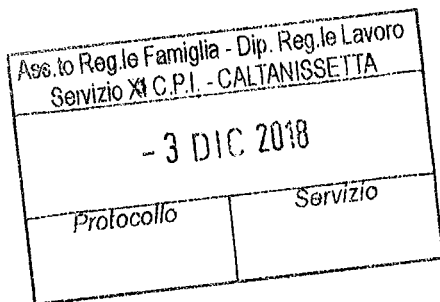 Ass.to Reg.le Famiglia - Dip. Reg.le Lavoro
Servizio XI C.P.I. - CALTANISSETTA
- 3 DIC 2018
Protocollo
Servizio